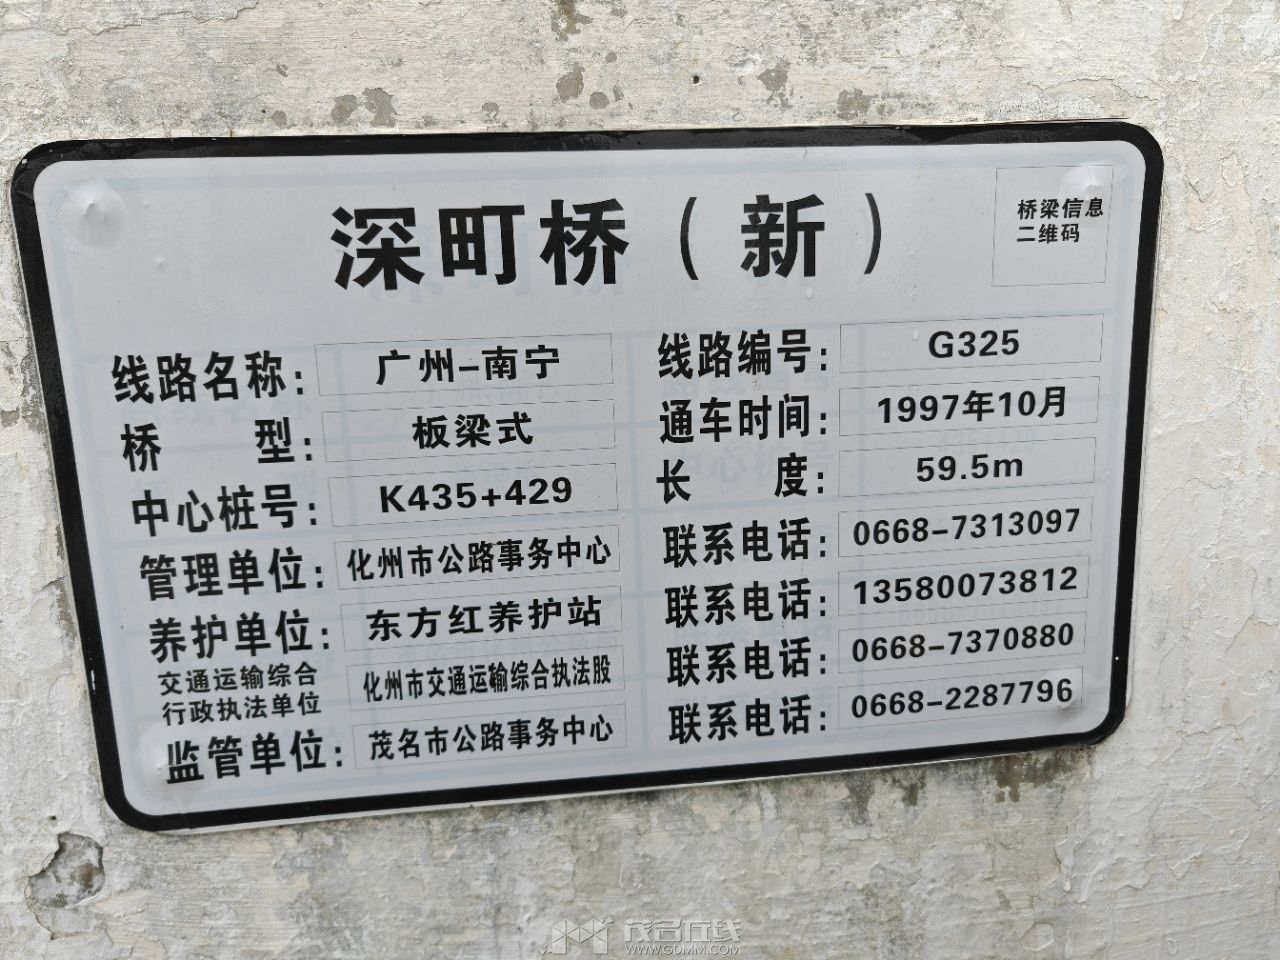 深町桥（新）
桥梁信息
二维码
线路名称： 广州-南宁 线路编号： G325
桥型： 板梁式 通车时间： 1997年10月
中心桩号： K435+429 长度： 59.5m
管理单位： 化州市公路事务中心 联系电话： 0668-7313097
养护单位： 东方红养护站 联系电话： 13580073812
交通运输综合
行政执法单位 化州市交通运输综合执法股 联系电话： 0668-7370880
监管单位： 茂名市公路事务中心 联系电话： 0668-2287796
茂名在线
WWW.GDMM.COM